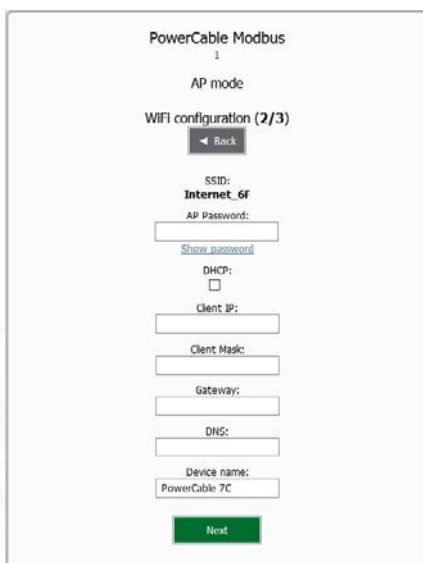 PowerCable Modbus
1
AP mode
WiFi configuration (2/3)
◄ Back
SSID:
Internet_6F
AP Password:
Show password
DHCP:
Client IP:
Client Mask:
Gateway:
DNS:
Device name:
PowerCable 7C
Next